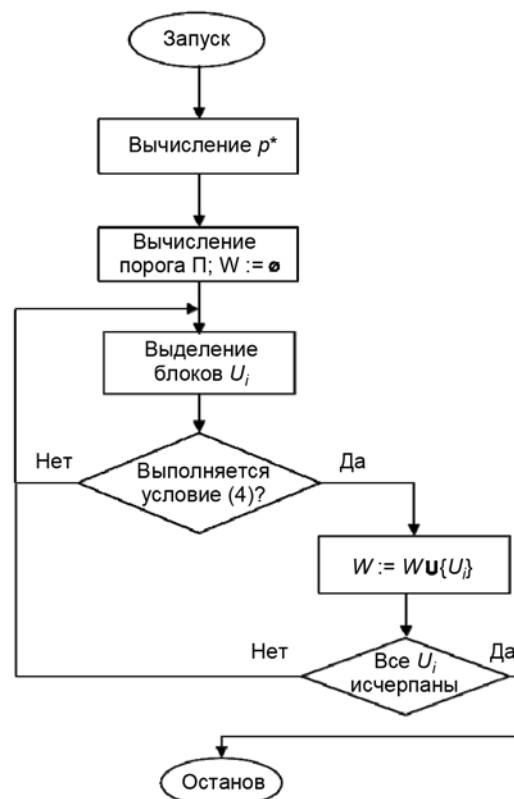 Запуск
Вычисление p*
Вычисление
порога П; W := ∅
Выделение
блоков Ui
Нет
Да
Выполняется
условие (4)?
W := W∪{Ui}
Нет
Да
Все Ui
исчерпаны
Останов